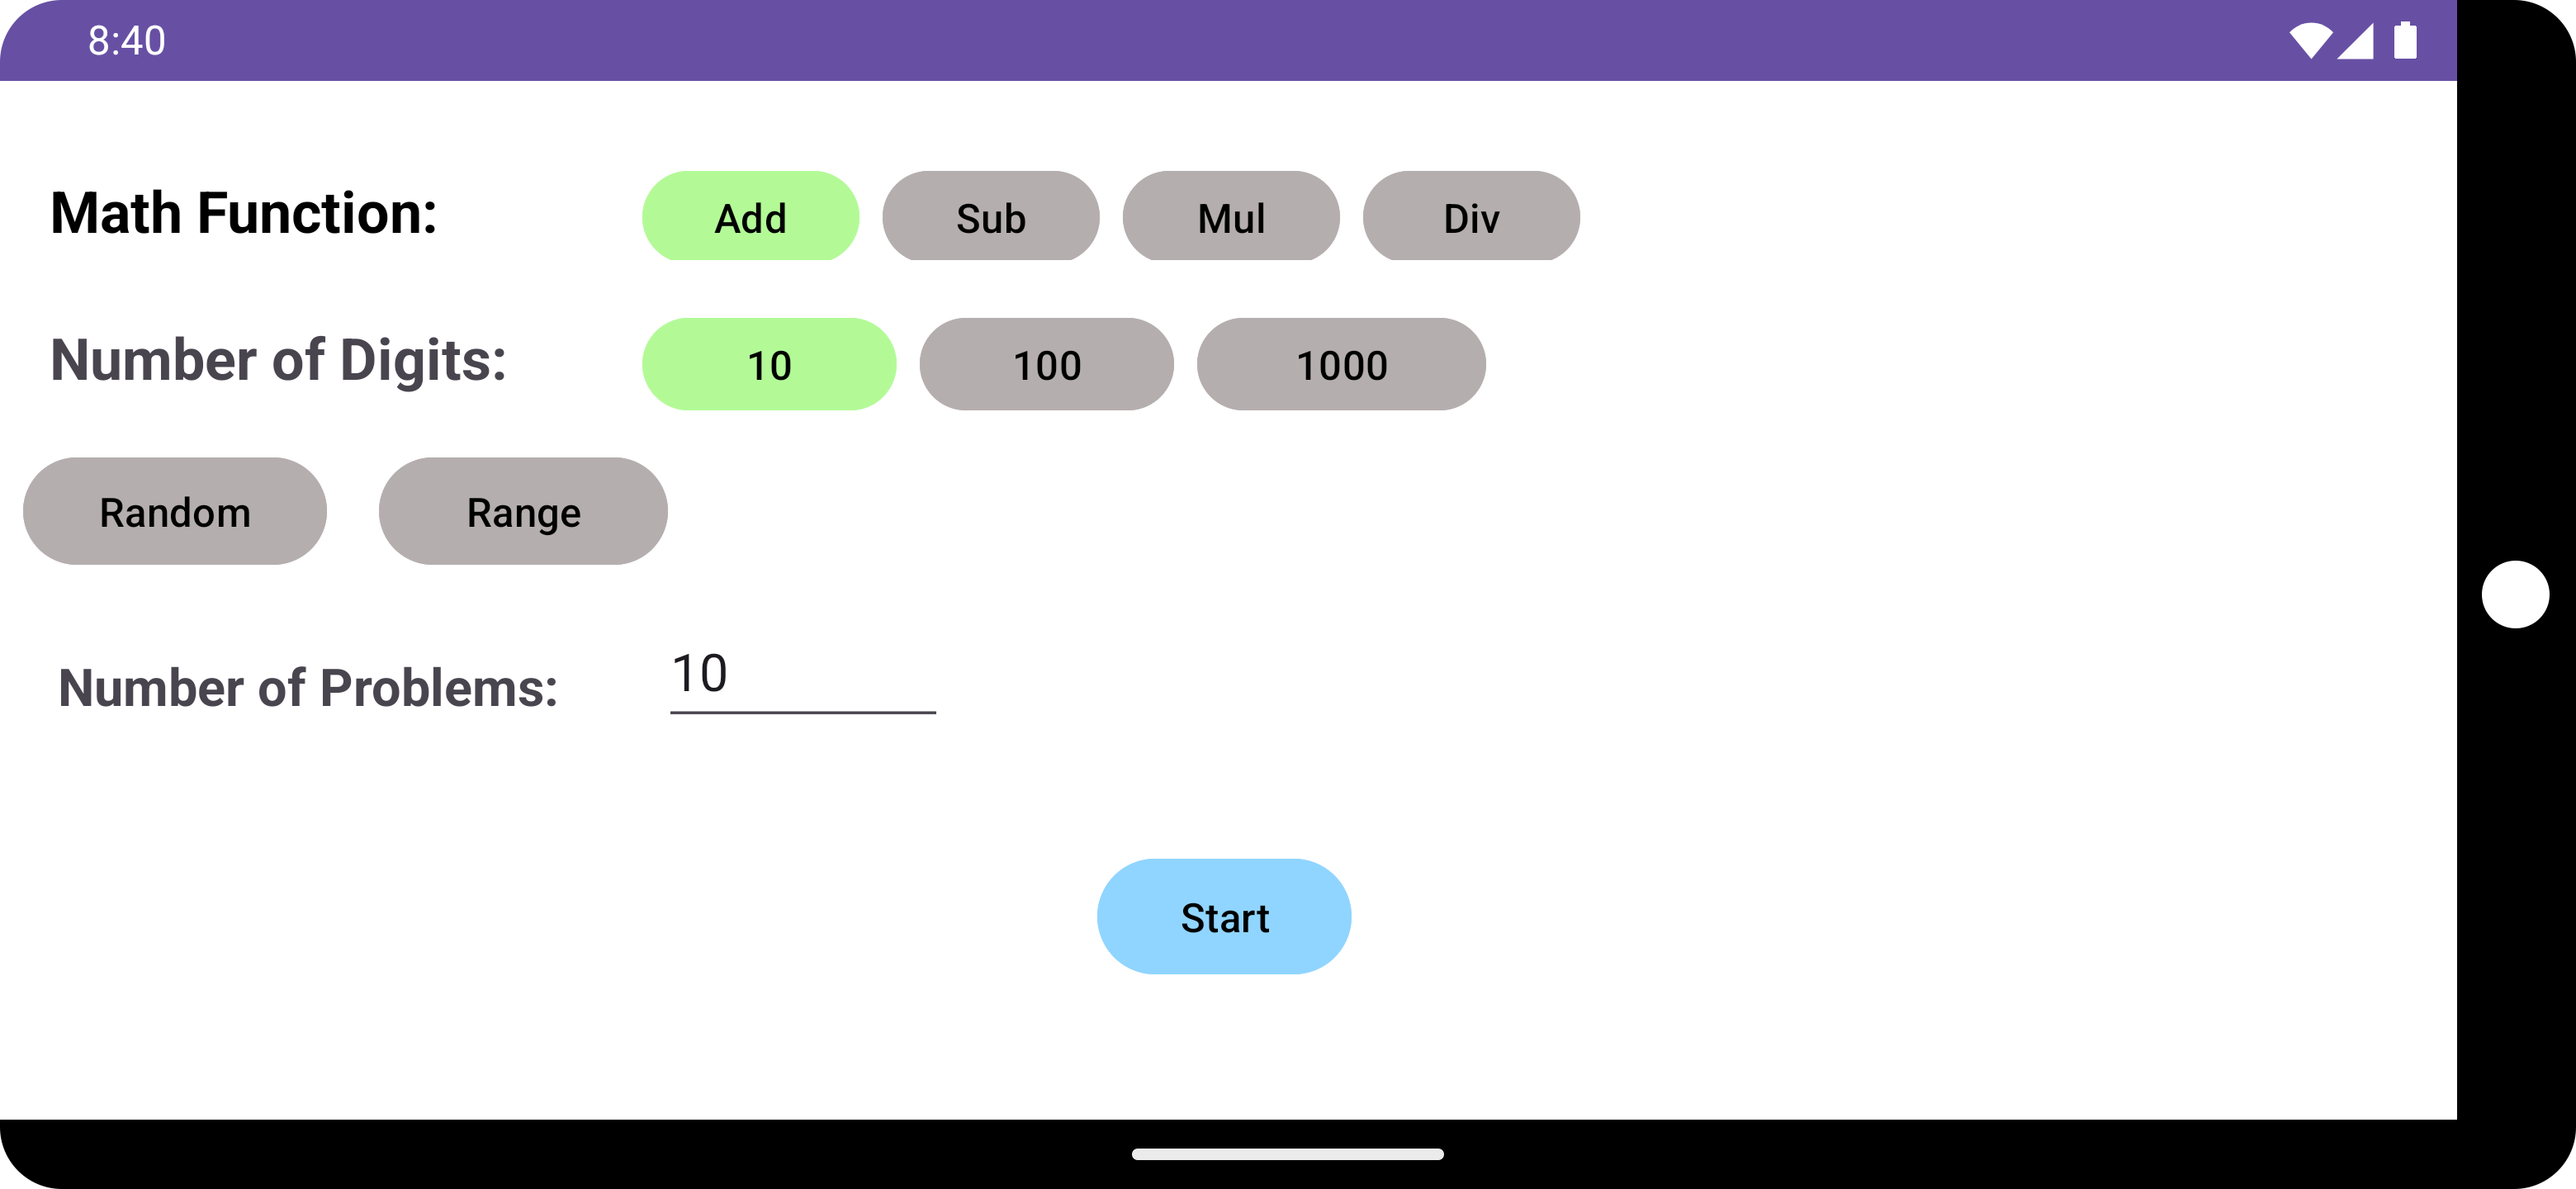 8:40
Math Function: Add Sub Mul Div
Number of Digits: 10 100 1000
Random Range
Number of Problems: 10
Start